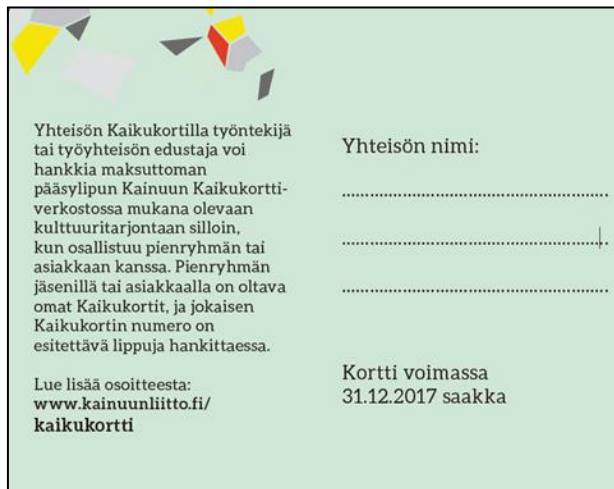 Yhteisön Kaikukortilla työntekijä
tai työyhteisön edustaja voi
hankkia maksuttoman
pääsylipun Kainuun Kaikukortti-
verkostossa mukana olevaan
kulttuuritarjontaan silloin,
kun osallistuu pienryhmän tai
asiakkaan kanssa. Pienryhmän
jäsenillä tai asiakkaalla on oltava
omat Kaikukortit, ja jokaisen
Kaikukortin numero on
esitettävä lippuja hankittaessa.
Lue lisää osoitteesta:
www.kainuunliitto.fi/
kaikukortti
Yhteisön nimi:
Kortti voimassa
31.12.2017 saakka